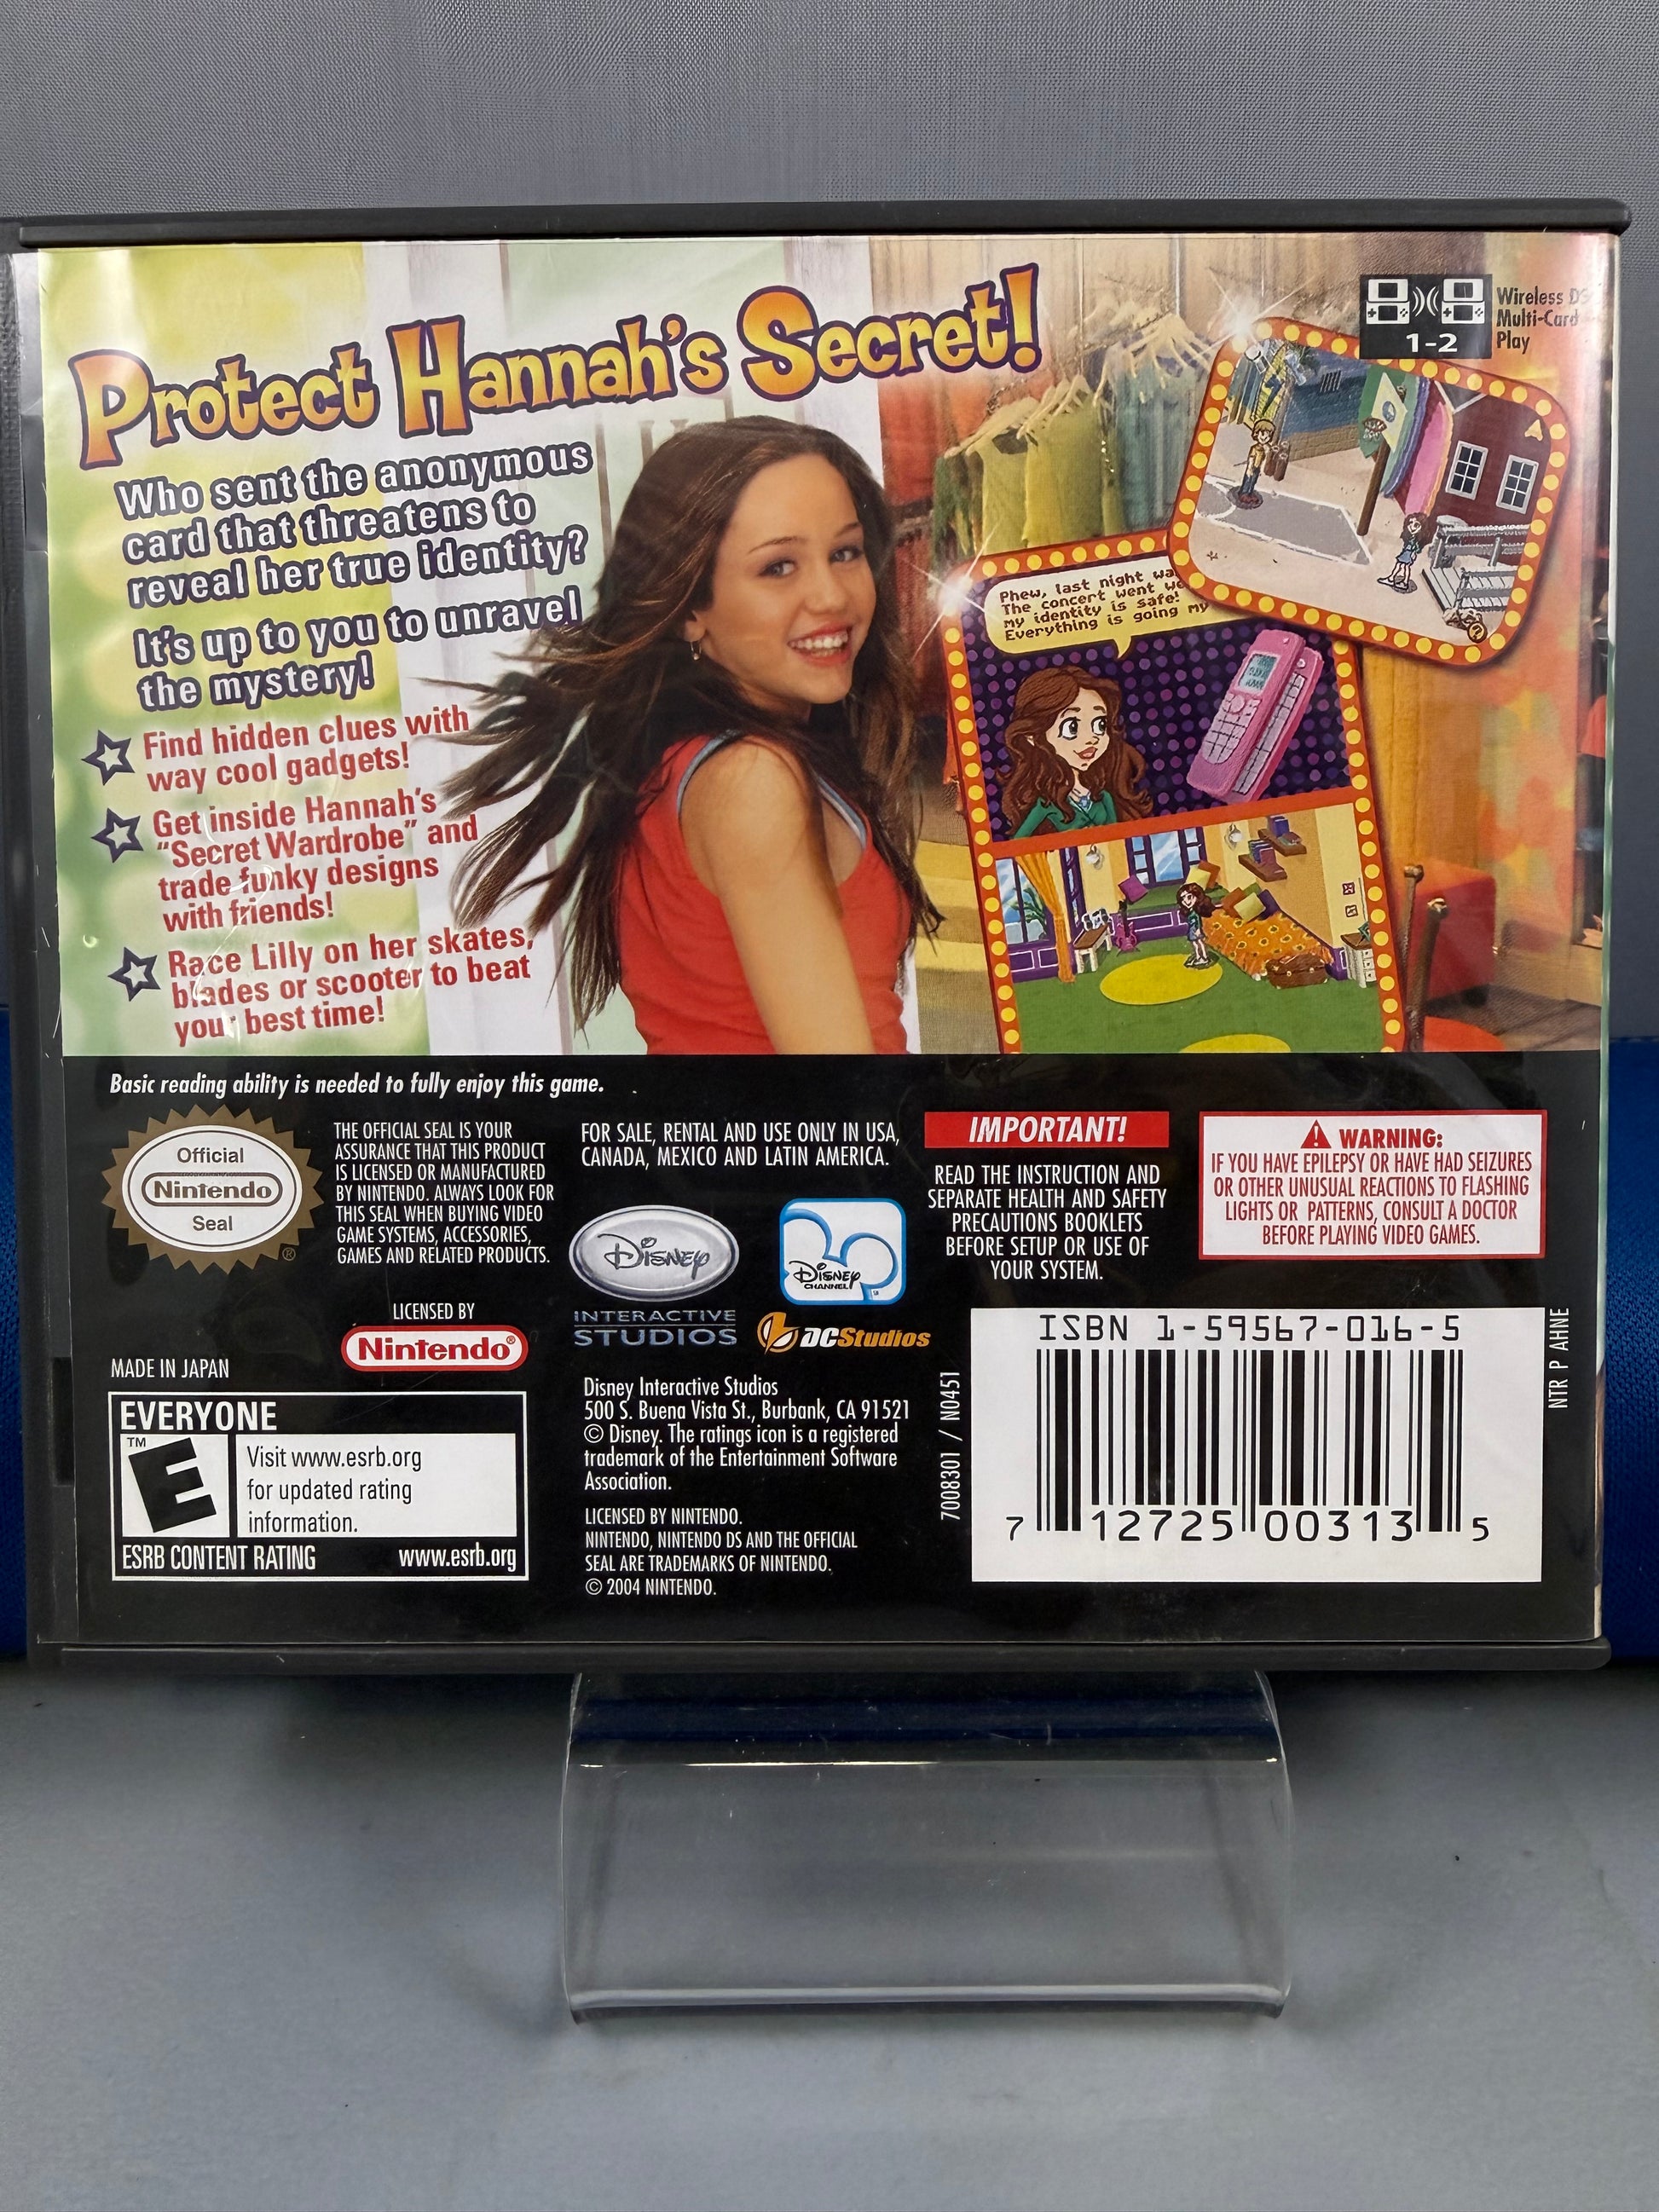 Protect Hannah's Secret!
Who sent the anonymous
card that threatens to
reveal her true identity?
It's up to you to unravel
the mystery!
Find hidden clues with
way cool gadgets!
Get inside Hannah's
"Secret Wardrobe" and
trade funky designs
with friends!
Race Lilly on her skates,
blades or scooter to beat
your best time!
Wireless DS
Multi-Card
Play
1-2
Phew, last night wa
The concert went we
my identity is safe!
Everything is going my
Basic reading ability is needed to fully enjoy this game.
Official
Nintendo
Seal
®
THE OFFICIAL SEAL IS YOUR
ASSURANCE THAT THIS PRODUCT
IS LICENSED OR MANUFACTURED
BY NINTENDO. ALWAYS LOOK FOR
THIS SEAL WHEN BUYING VIDEO
GAME SYSTEMS, ACCESSORIES,
GAMES AND RELATED PRODUCTS.
LICENSED BY
Nintendo®
MADE IN JAPAN
EVERYONE
™
E
Visit www.esrb.org
for updated rating
information.
ESRB CONTENT RATING www.esrb.org
FOR SALE, RENTAL AND USE ONLY IN USA,
CANADA, MEXICO AND LATIN AMERICA.
Disney
INTERACTIVE
STUDIOS
Disney
CHANNEL
DC Studios
Disney Interactive Studios
500 S. Buena Vista St., Burbank, CA 91521
© Disney. The ratings icon is a registered
trademark of the Entertainment Software
Association.
LICENSED BY NINTENDO.
NINTENDO, NINTENDO DS AND THE OFFICIAL
SEAL ARE TRADEMARKS OF NINTENDO.
© 2004 NINTENDO.
IMPORTANT!
READ THE INSTRUCTION AND
SEPARATE HEALTH AND SAFETY
PRECAUTIONS BOOKLETS
BEFORE SETUP OR USE OF
YOUR SYSTEM.
WARNING:
IF YOU HAVE EPILEPSY OR HAVE HAD SEIZURES
OR OTHER UNUSUAL REACTIONS TO FLASHING
LIGHTS OR PATTERNS, CONSULT A DOCTOR
BEFORE PLAYING VIDEO GAMES.
7008301 / N0451
ISBN 1-59567-016-5
7 12725 00313 5
NTR P AHNE